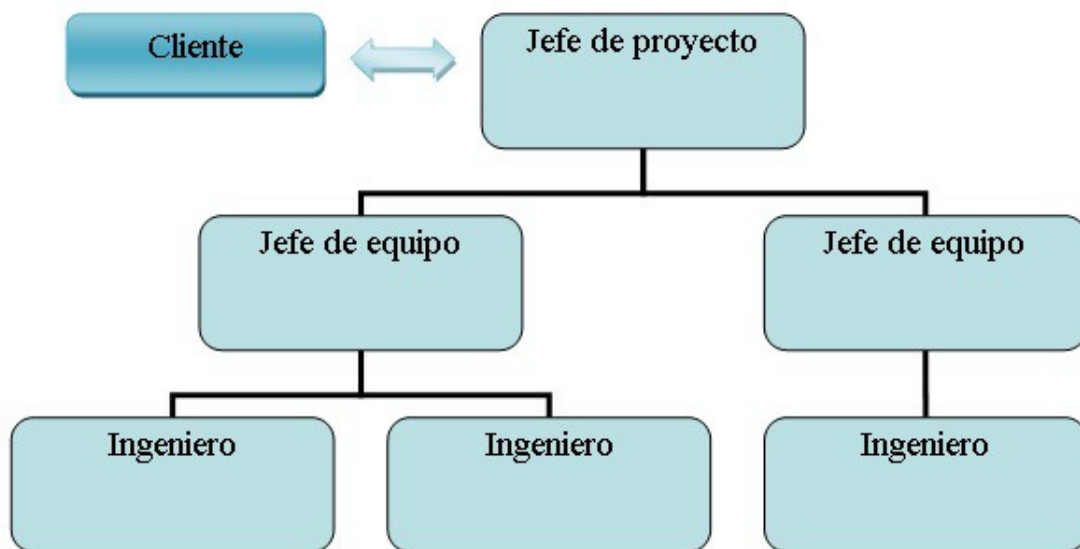 Cliente
Jefe de proyecto
Jefe de equipo
Jefe de equipo
Ingeniero
Ingeniero
Ingeniero